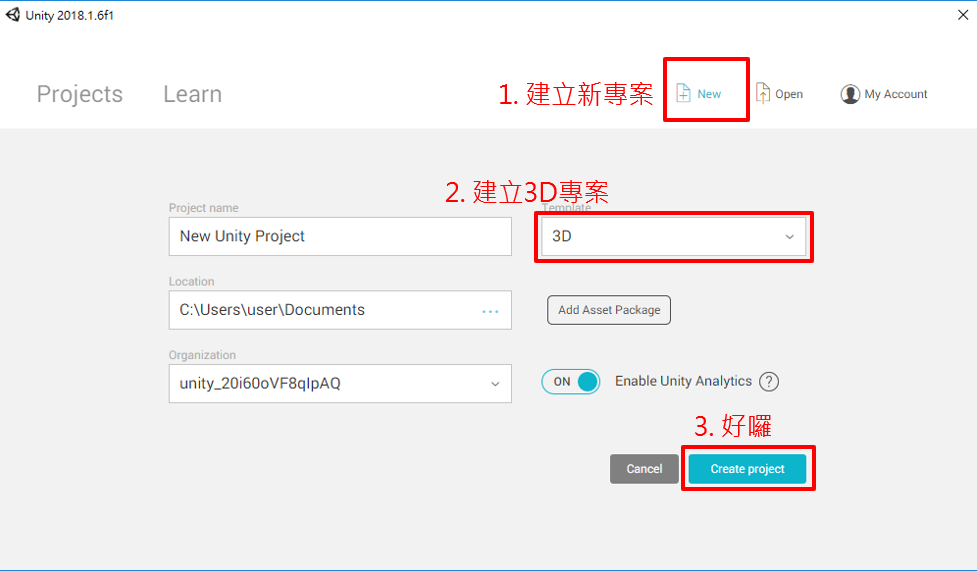 Unity 2018.1.6f1
Projects
Learn
1. 建立新專案
New
Open
My Account
2. 建立3D專案
Project name
Template
New Unity Project
3D
Location
C:\Users\user\Documents
Add Asset Package
Organization
unity_20i60oVF8qIpAQ
ON
Enable Unity Analytics ?
3. 好囉
Cancel
Create project